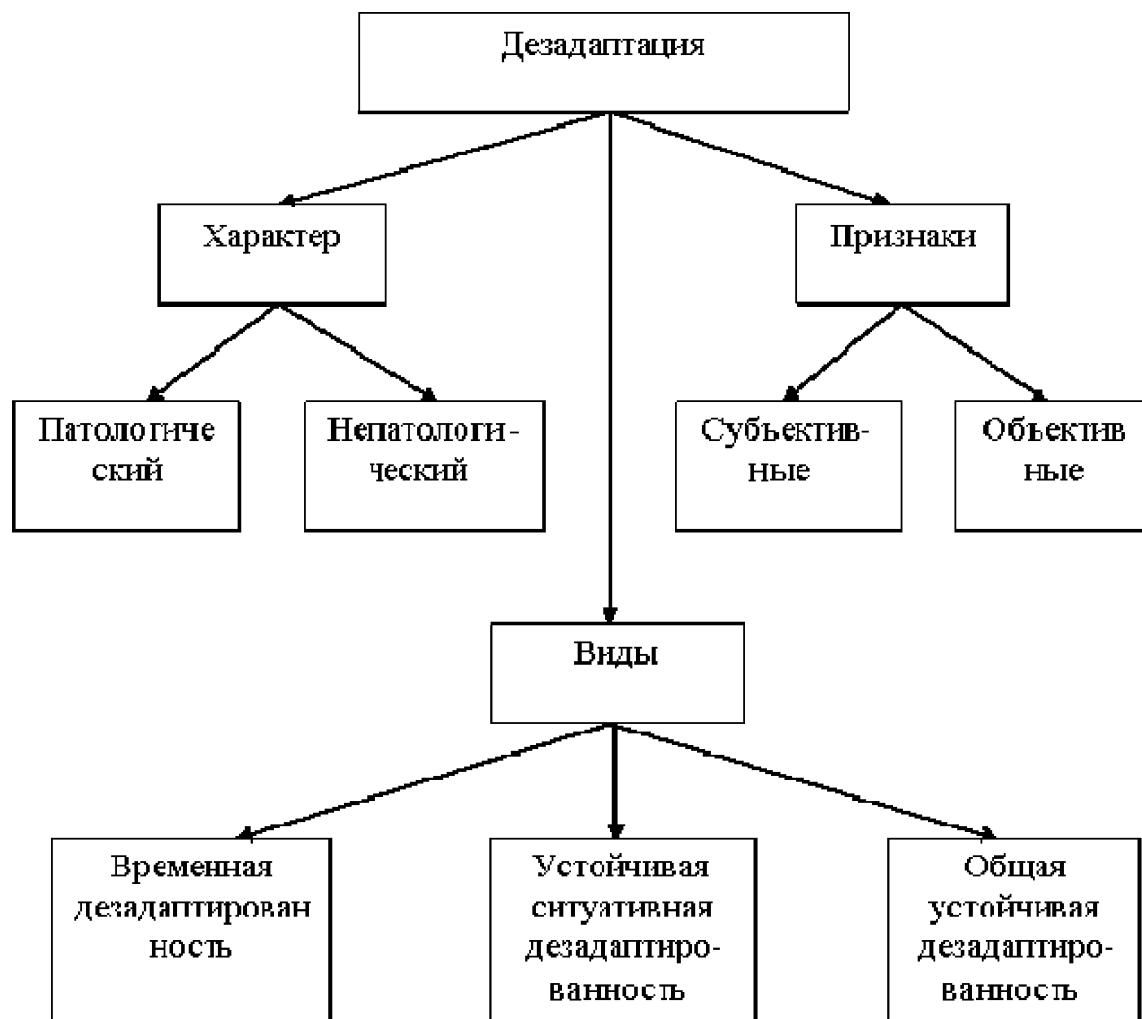 Дезадаптация
Характер
Признаки
Патологиче
ский
Непатологи-
ческий
Субъектив-
ные
Объектив
ные
Виды
Временная
дезадаптирован
ность
Устойчивая
ситуативная
дезадаптиро-
ванность
Общая
устойчивая
дезадаптиро-
ванность